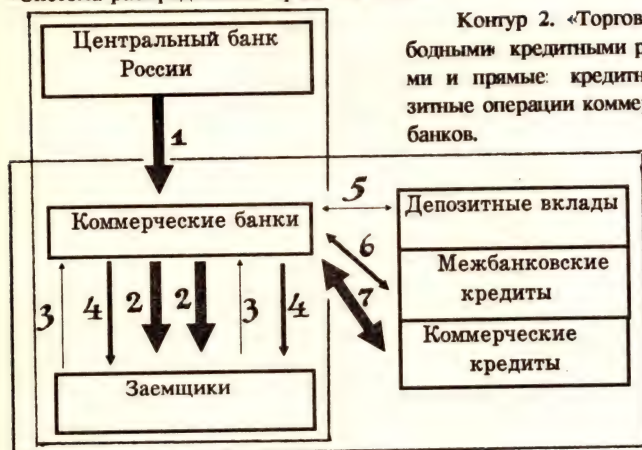 Контур 2. «Торгов
бодными кредитными р
ми и прямые: кредитн
зитные операции комме
банков.
Центральный банк
России
1
Коммерческие банки
5
Депозитные вклады
6
Межбанковские
кредиты
7
Коммерческие
кредиты
3 4 2 2 3 4
Заемщики